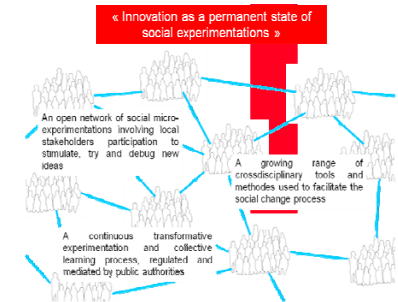 « Innovation as a permanent state of
social experimentations »
An open network of social micro-
experimentations involving local
stakeholders participation to
stimulate, try and debug new
ideas
A growing range of
crossdisciplinary tools and
methodes used to facilitate the
social change process
A continuous transformative
experimentation and collective
learning process, regulated and
mediated by public authorities